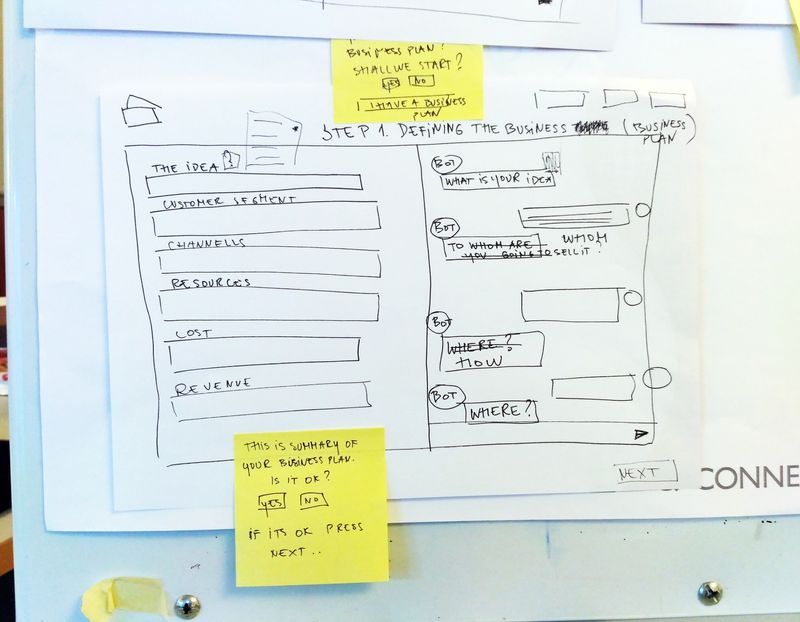 BUSINESS PLAN?
SHALL WE START?
YES NO
I HAVE A BUSINESS
PLAN
STEP 1. DEFINING THE BUSINESS (BUSINESS
PLAN)
THE IDEA ?
CUSTOMER SEGMENT
CHANNELLS
RESOURCES
COST
REVENUE
BOT
WHAT IS YOUR IDEA
BOT
TO WHOM ARE WHOM
YOU GOING TO SELL IT?
BOT
WHERE?
HOW
BOT
WHERE?
NEXT
CONNE
THIS IS SUMMARY OF
YOUR BUSINESS PLAN.
IS IT OK?
YES NO
IF ITS OK PRESS
NEXT..